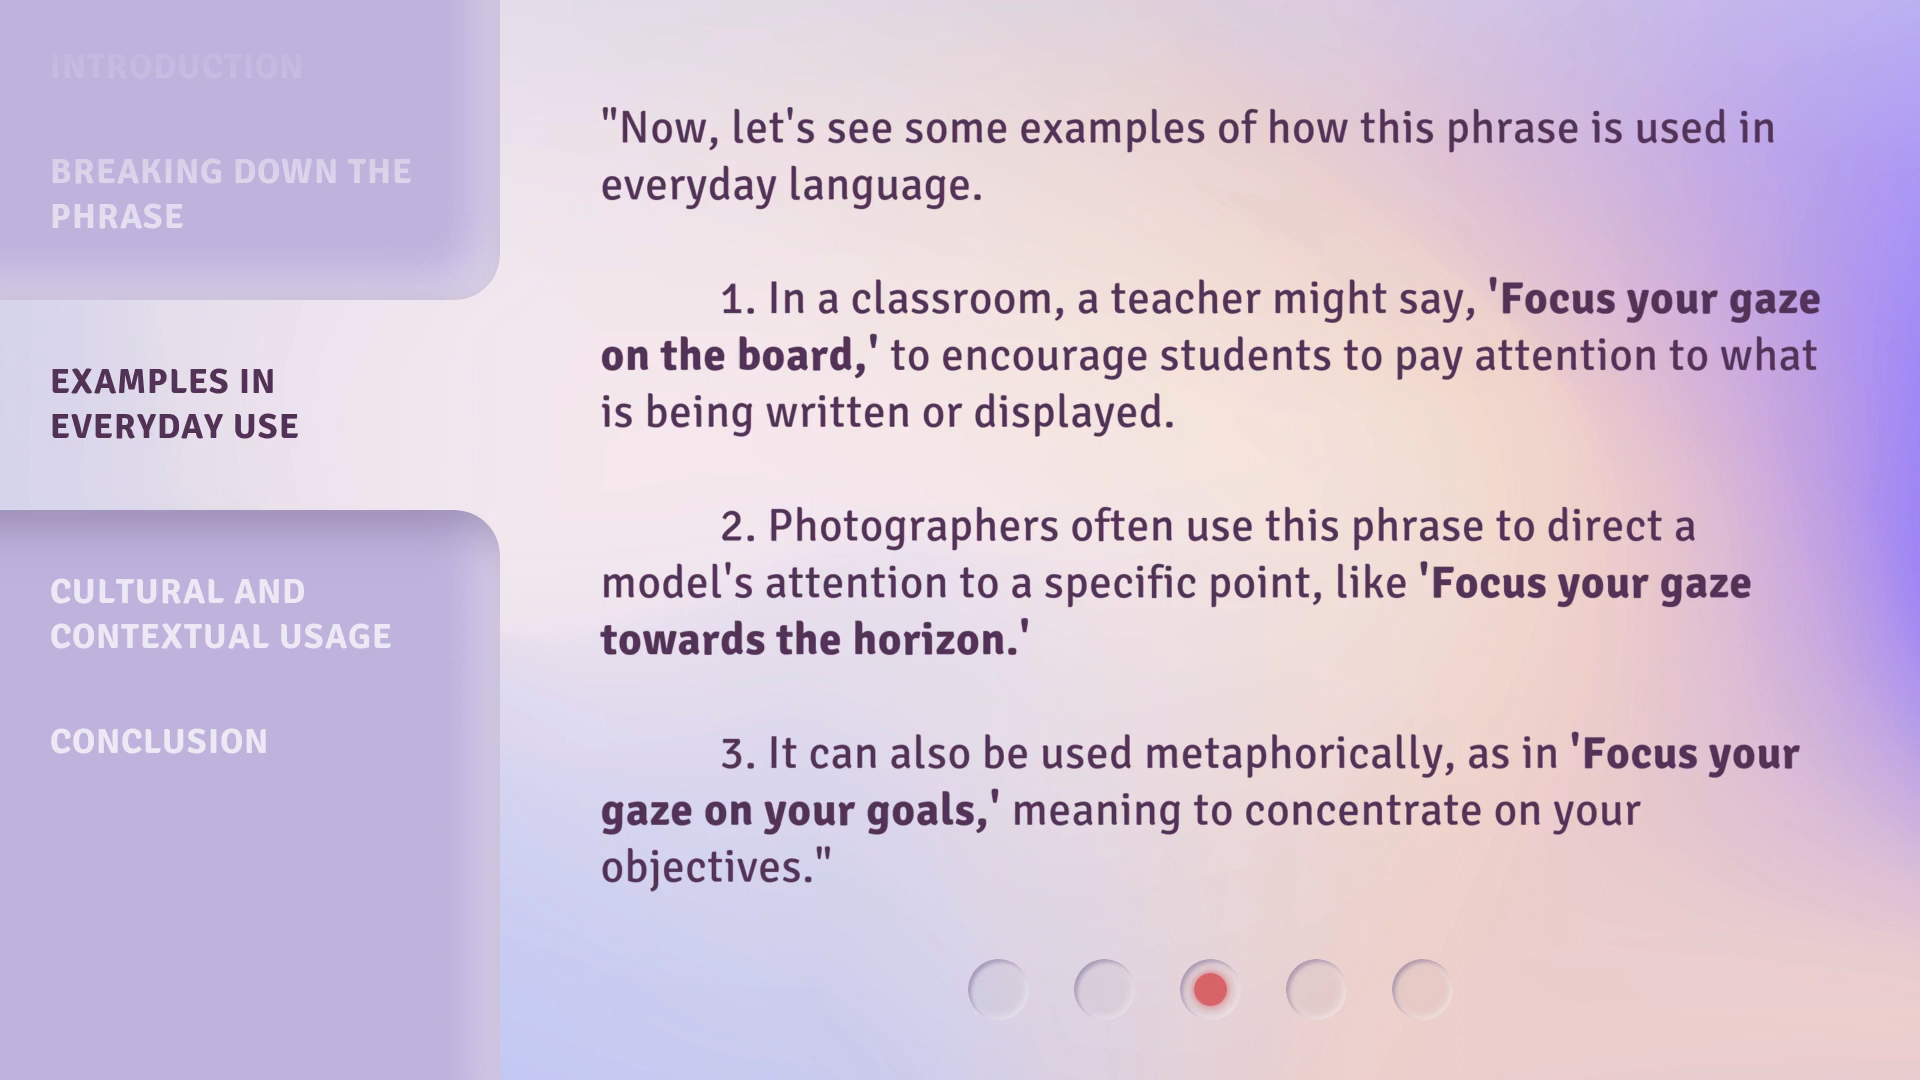 INTRODUCTION
BREAKING DOWN THE
PHRASE
EXAMPLES IN
EVERYDAY USE
CULTURAL AND
CONTEXTUAL USAGE
CONCLUSION
"Now, let's see some examples of how this phrase is used in
everyday language.
1. In a classroom, a teacher might say, 'Focus your gaze
on the board,' to encourage students to pay attention to what
is being written or displayed.
2. Photographers often use this phrase to direct a
model's attention to a specific point, like 'Focus your gaze
towards the horizon.'
3. It can also be used metaphorically, as in 'Focus your
gaze on your goals,' meaning to concentrate on your
objectives."